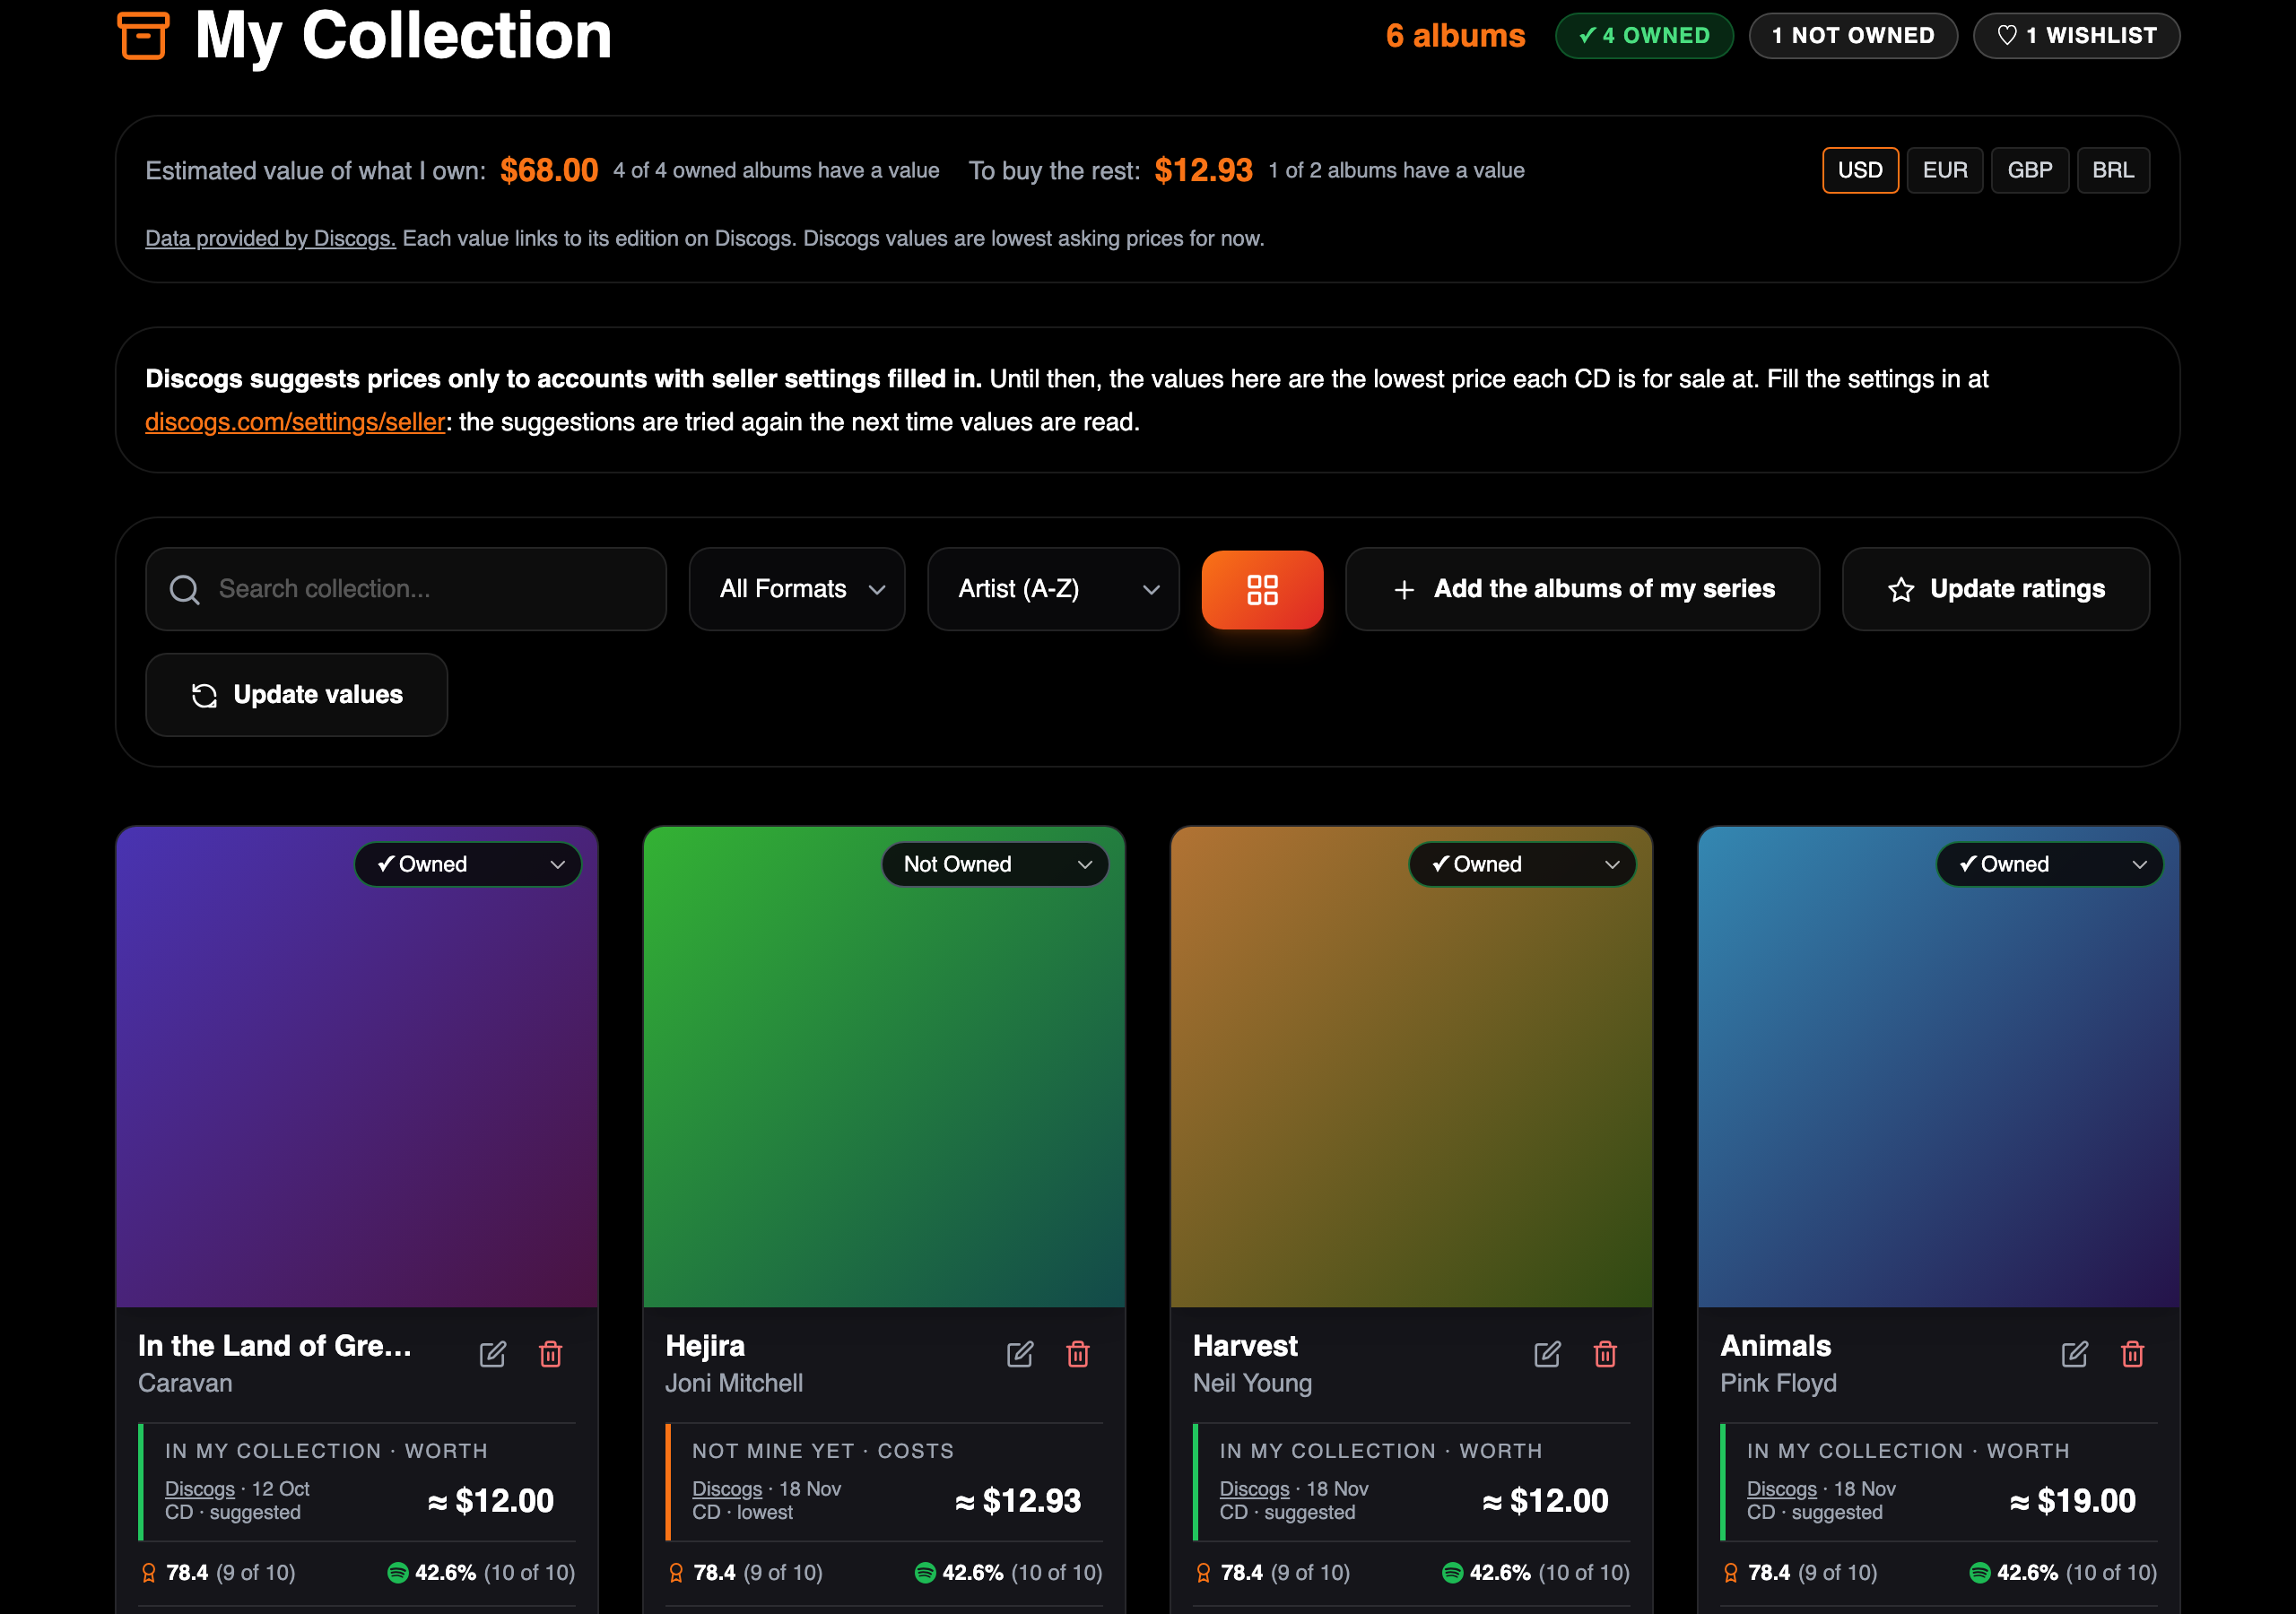 My Collection
6 albums
✓ 4 OWNED
1 NOT OWNED
♡ 1 WISHLIST
Estimated value of what I own: $68.00 4 of 4 owned albums have a value To buy the rest: $12.93 1 of 2 albums have a value
USD
EUR
GBP
BRL
Data provided by Discogs. Each value links to its edition on Discogs. Discogs values are lowest asking prices for now.
Discogs suggests prices only to accounts with seller settings filled in. Until then, the values here are the lowest price each CD is for sale at. Fill the settings in at
discogs.com/settings/seller: the suggestions are tried again the next time values are read.
Search collection...
All Formats
Artist (A-Z)
Add the albums of my series
Update ratings
Update values
✓ Owned
Not Owned
✓ Owned
✓ Owned
In the Land of Gre...
Caravan
IN MY COLLECTION · WORTH
Discogs · 12 Oct
CD · suggested
≈ $12.00
78.4 (9 of 10)
42.6% (10 of 10)
Hejira
Joni Mitchell
NOT MINE YET · COSTS
Discogs · 18 Nov
CD · lowest
≈ $12.93
78.4 (9 of 10)
42.6% (10 of 10)
Harvest
Neil Young
IN MY COLLECTION · WORTH
Discogs · 18 Nov
CD · suggested
≈ $12.00
78.4 (9 of 10)
42.6% (10 of 10)
Animals
Pink Floyd
IN MY COLLECTION · WORTH
Discogs · 18 Nov
CD · suggested
≈ $19.00
78.4 (9 of 10)
42.6% (10 of 10)